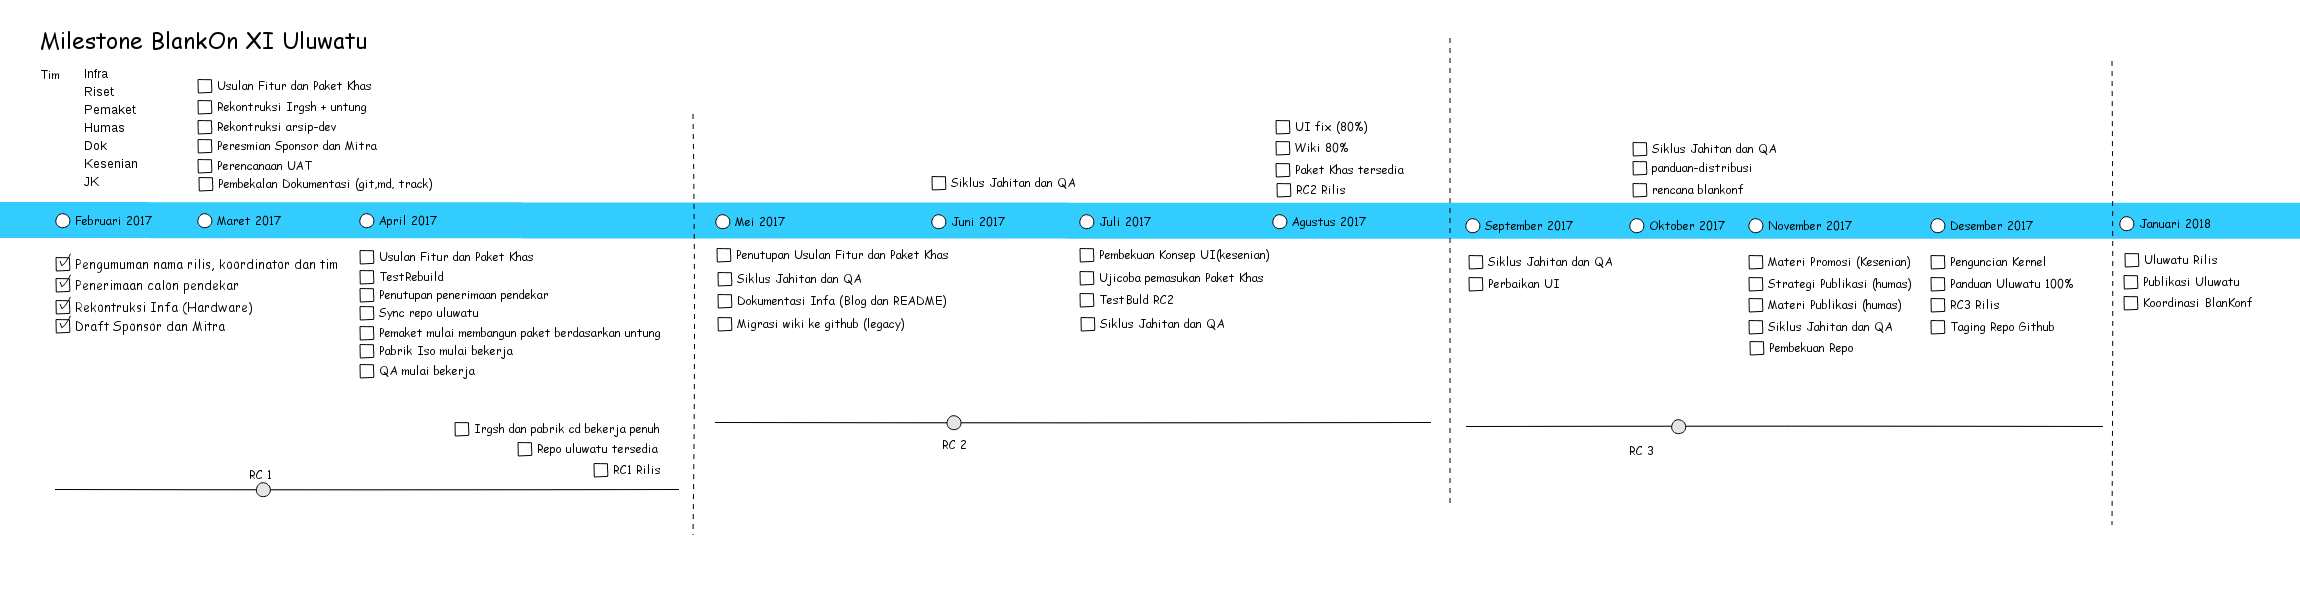 Milestone BlankOn XI Uluwatu
Tim
Infra
Riset
Pemaket
Humas
Dok
Kesenian
JK
Usulan Fitur dan Paket Khas
Rekontruksi Irgsh + untung
Rekontruksi arsip-dev
Peresmian Sponsor dan Mitra
Perencanaan UAT
Pembekalan Dokumentasi (git,md, track)
Siklus Jahitan dan QA
UI fix (80%)
Wiki 80%
Paket Khas tersedia
RC2 Rilis
Siklus Jahitan dan QA
panduan-distribusi
rencana blankonf
Februari 2017
Maret 2017
April 2017
Mei 2017
Juni 2017
Juli 2017
Agustus 2017
September 2017
Oktober 2017
November 2017
Desember 2017
Januari 2018
Pengumuman nama rilis, koordinator dan tim
Penerimaan calon pendekar
Rekontruksi Infa (Hardware)
Draft Sponsor dan Mitra
Usulan Fitur dan Paket Khas
TestRebuild
Penutupan penerimaan pendekar
Sync repo uluwatu
Pemaket mulai membangun paket berdasarkan untung
Pabrik Iso mulai bekerja
QA mulai bekerja
Penutupan Usulan Fitur dan Paket Khas
Siklus Jahitan dan QA
Dokumentasi Infa (Blog dan README)
Migrasi wiki ke github (legacy)
Pembekuan Konsep UI(kesenian)
Ujicoba pemasukan Paket Khas
TestBuld RC2
Siklus Jahitan dan QA
Siklus Jahitan dan QA
Perbaikan UI
Materi Promosi (Kesenian)
Strategi Publikasi (humas)
Materi Publikasi (humas)
Siklus Jahitan dan QA
Pembekuan Repo
Penguncian Kernel
Panduan Uluwatu 100%
RC3 Rilis
Taging Repo Github
Uluwatu Rilis
Publikasi Uluwatu
Koordinasi BlanKonf
Irgsh dan pabrik cd bekerja penuh
Repo uluwatu tersedia
RC1 Rilis
RC 1
RC 2
RC 3